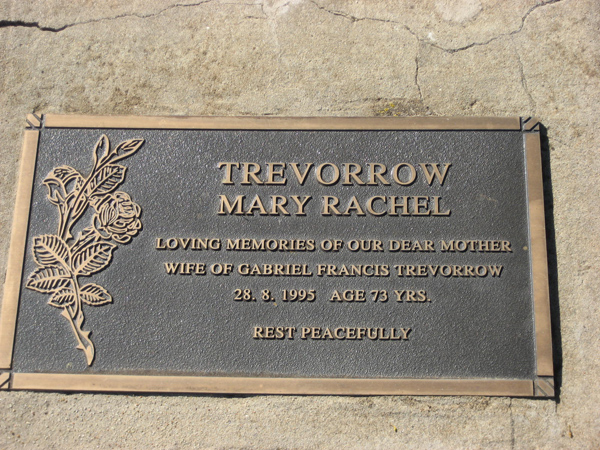 TREVORROW
MARY RACHEL
LOVING MEMORIES OF OUR DEAR MOTHER
WIFE OF GABRIEL FRANCIS TREVORROW
28. 8. 1995 AGE 73 YRS.
REST PEACEFULLY